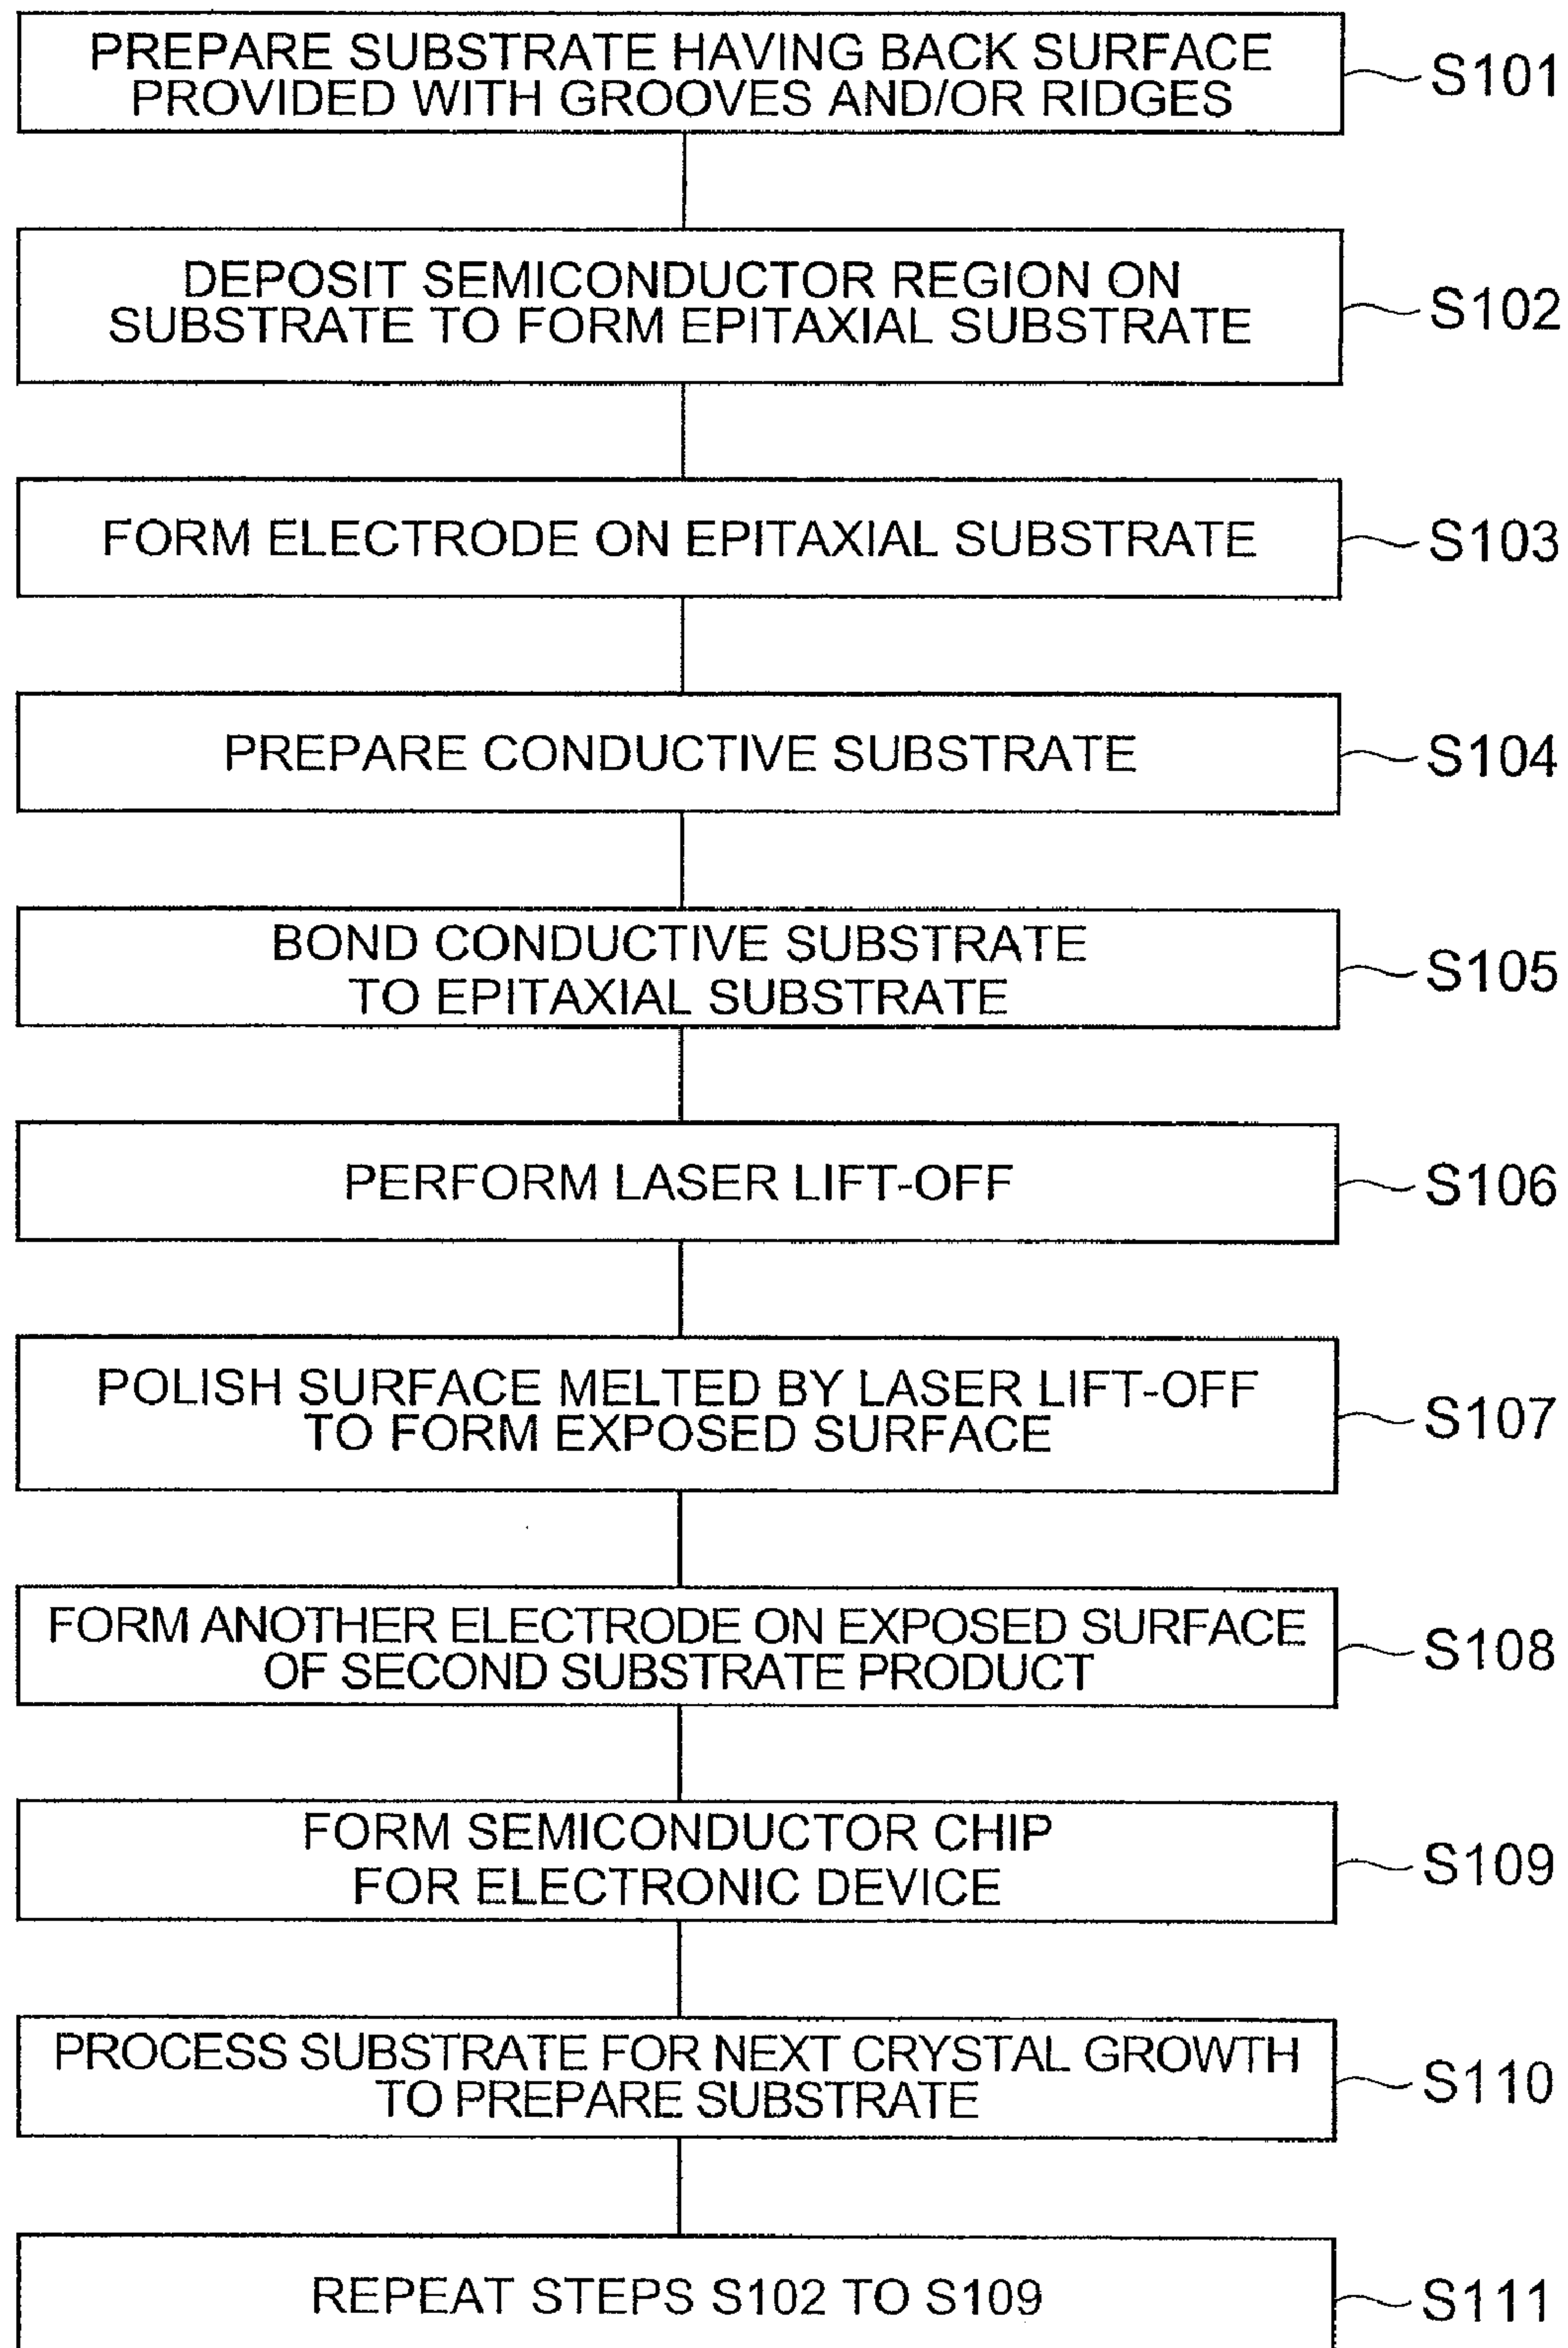 PREPARE SUBSTRATE HAVING BACK SURFACE
PROVIDED WITH GROOVES AND/OR RIDGES
S101
DEPOSIT SEMICONDUCTOR REGION ON
SUBSTRATE TO FORM EPITAXIAL SUBSTRATE
S102
FORM ELECTRODE ON EPITAXIAL SUBSTRATE
S103
PREPARE CONDUCTIVE SUBSTRATE
S104
BOND CONDUCTIVE SUBSTRATE
TO EPITAXIAL SUBSTRATE
S105
PERFORM LASER LIFT-OFF
S106
POLISH SURFACE MELTED BY LASER LIFT-OFF
TO FORM EXPOSED SURFACE
S107
FORM ANOTHER ELECTRODE ON EXPOSED SURFACE
OF SECOND SUBSTRATE PRODUCT
S108
FORM SEMICONDUCTOR CHIP
FOR ELECTRONIC DEVICE
S109
PROCESS SUBSTRATE FOR NEXT CRYSTAL GROWTH
TO PREPARE SUBSTRATE
S110
REPEAT STEPS S102 TO S109
S111